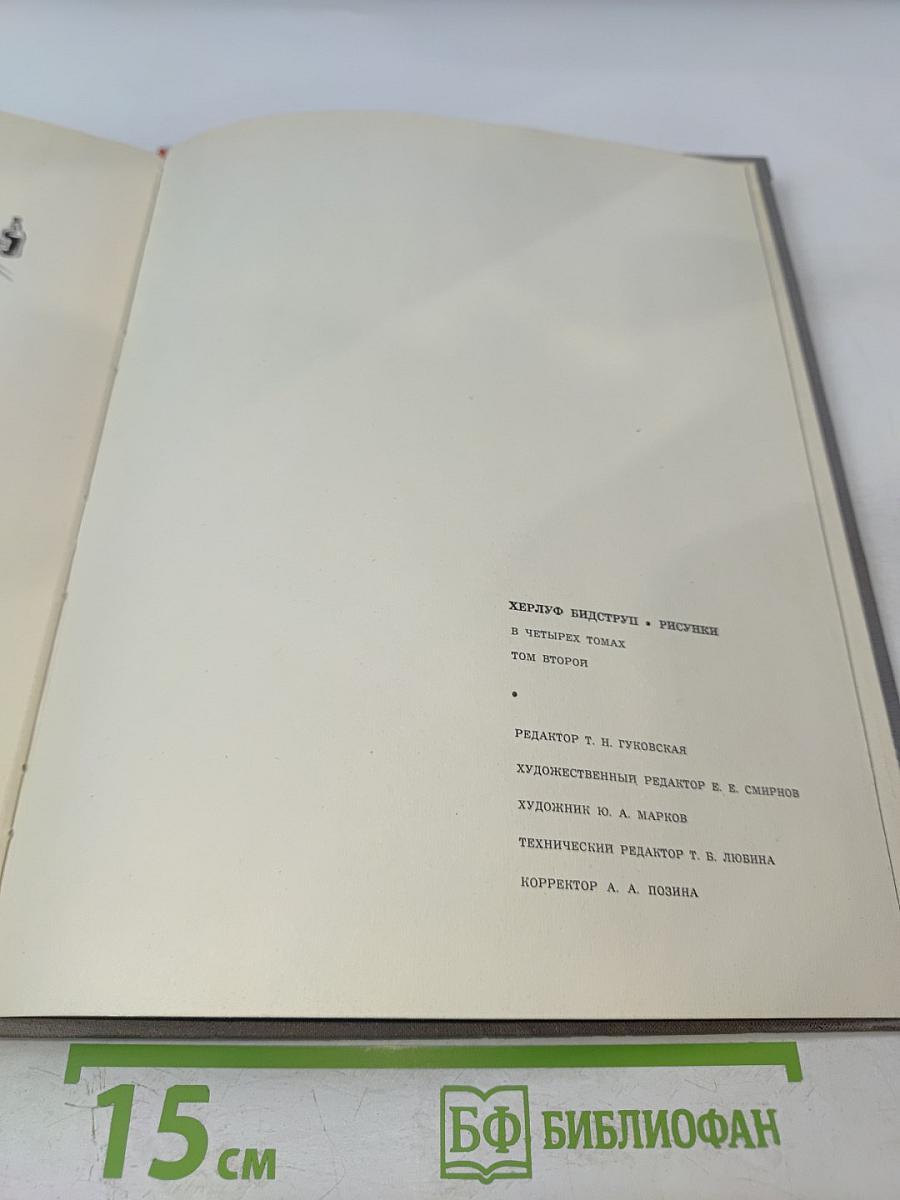 ХЕРЛУФ БИДСТРУП • РИСУНКИ
В ЧЕТЫРЕХ ТОМАХ
ТОМ ВТОРОЙ
•
РЕДАКТОР Т. Н. ГУКОВСКАЯ
ХУДОЖЕСТВЕННЫЙ РЕДАКТОР Е. Е. СМИРНОВ
ХУДОЖНИК Ю. А. МАРКОВ
ТЕХНИЧЕСКИЙ РЕДАКТОР Т. Б. ЛЮБИНА
КОРРЕКТОР А. А. ПОЗИНА
15 см
БФ БИБЛИОФАН